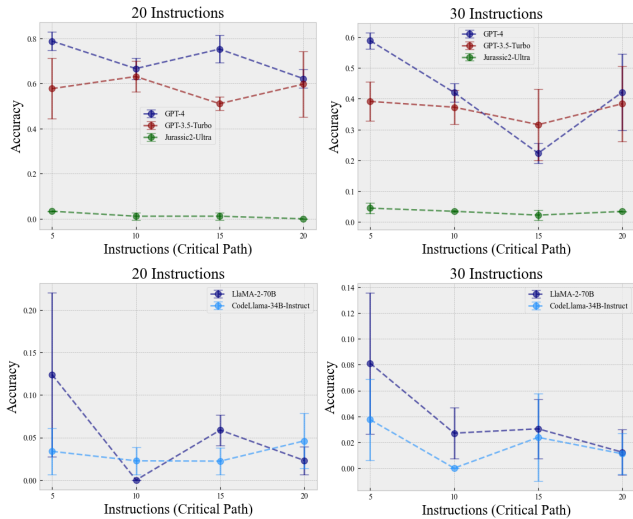 20 Instructions
Accuracy
0.8
0.6
0.4
0.2
0.0
GPT-4
GPT-3.5-Turbo
Jurassic2-Ultra
5 10 15 20
Instructions (Critical Path)
30 Instructions
Accuracy
0.6
0.5
0.4
0.3
0.2
0.1
0.0
GPT-4
GPT-3.5-Turbo
Jurassic2-Ultra
5 10 15 20
Instructions (Critical Path)
20 Instructions
Accuracy
0.20
0.15
0.10
0.05
0.00
LlaMA-2-70B
CodeLlama-34B-Instruct
5 10 15 20
Instructions (Critical Path)
30 Instructions
Accuracy
0.14
0.12
0.10
0.08
0.06
0.04
0.02
0.00
LlaMA-2-70B
CodeLlama-34B-Instruct
5 10 15 20
Instructions (Critical Path)